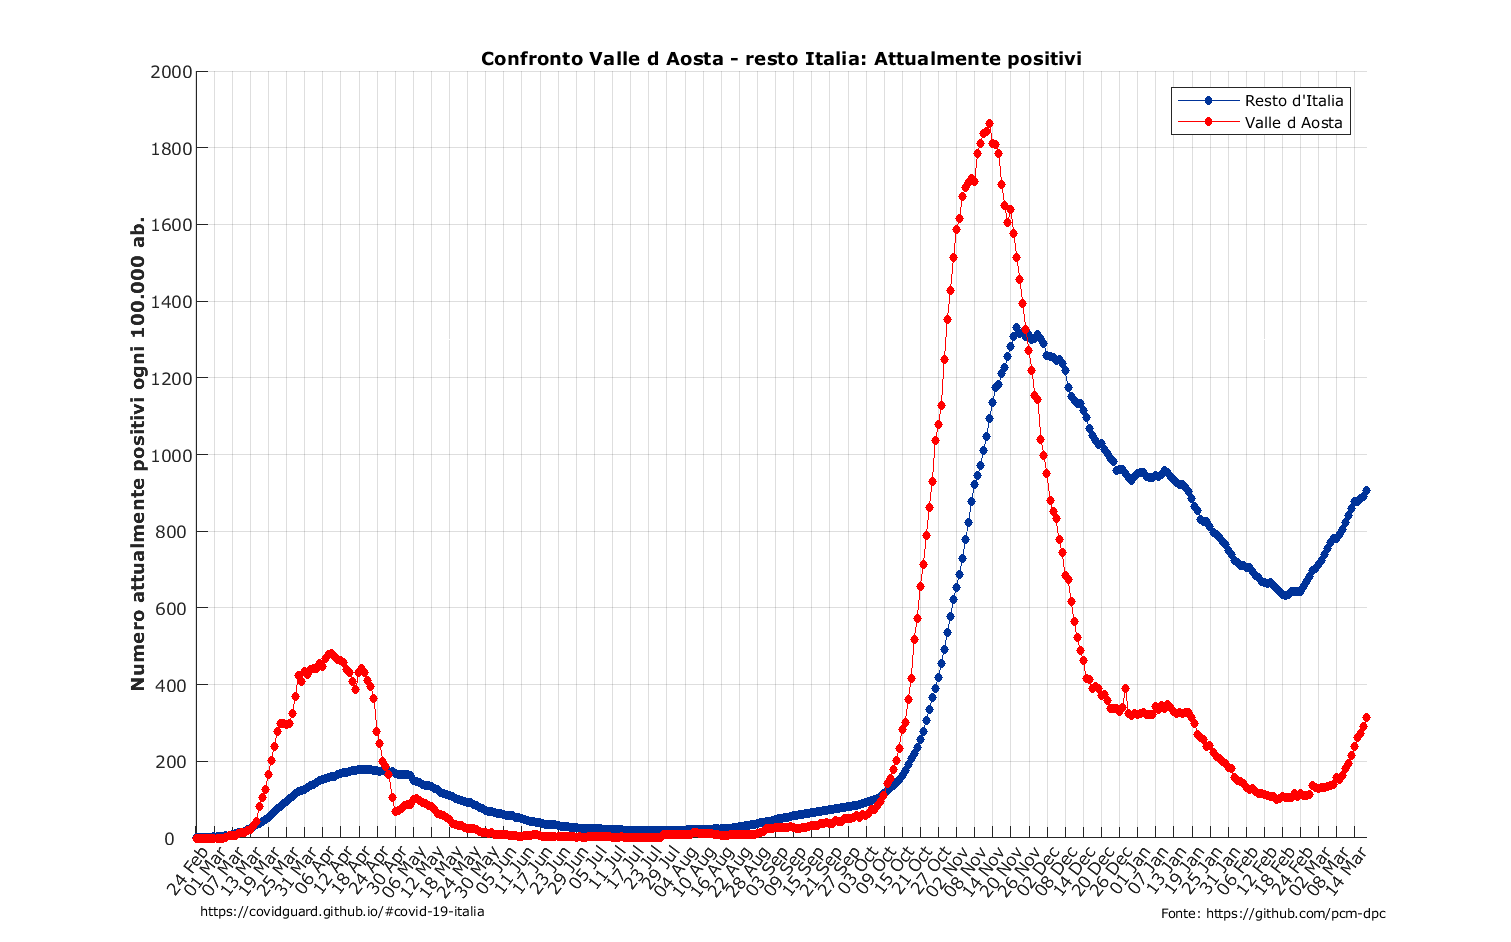 Confronto Valle d Aosta - resto Italia: Attualmente positivi
Resto d'Italia
Valle d Aosta
Numero attualmente positivi ogni 100.000 ab.
2000
1800
1600
1400
1200
1000
800
600
400
200
0
24 Feb
01 Mar
07 Mar
13 Mar
19 Mar
25 Mar
31 Mar
06 Apr
12 Apr
18 Apr
24 Apr
30 Apr
06 May
12 May
18 May
24 May
30 May
05 Jun
11 Jun
17 Jun
23 Jun
29 Jun
05 Jul
11 Jul
17 Jul
23 Jul
29 Jul
04 Aug
10 Aug
16 Aug
22 Aug
28 Aug
03 Sep
09 Sep
15 Sep
21 Sep
27 Sep
03 Oct
09 Oct
15 Oct
21 Oct
27 Oct
02 Nov
08 Nov
14 Nov
20 Nov
26 Nov
02 Dec
08 Dec
14 Dec
20 Dec
26 Dec
01 Jan
07 Jan
13 Jan
19 Jan
25 Jan
31 Jan
06 Feb
12 Feb
18 Feb
24 Feb
02 Mar
08 Mar
14 Mar
https://covidguard.github.io/#covid-19-italia
Fonte: https://github.com/pcm-dpc